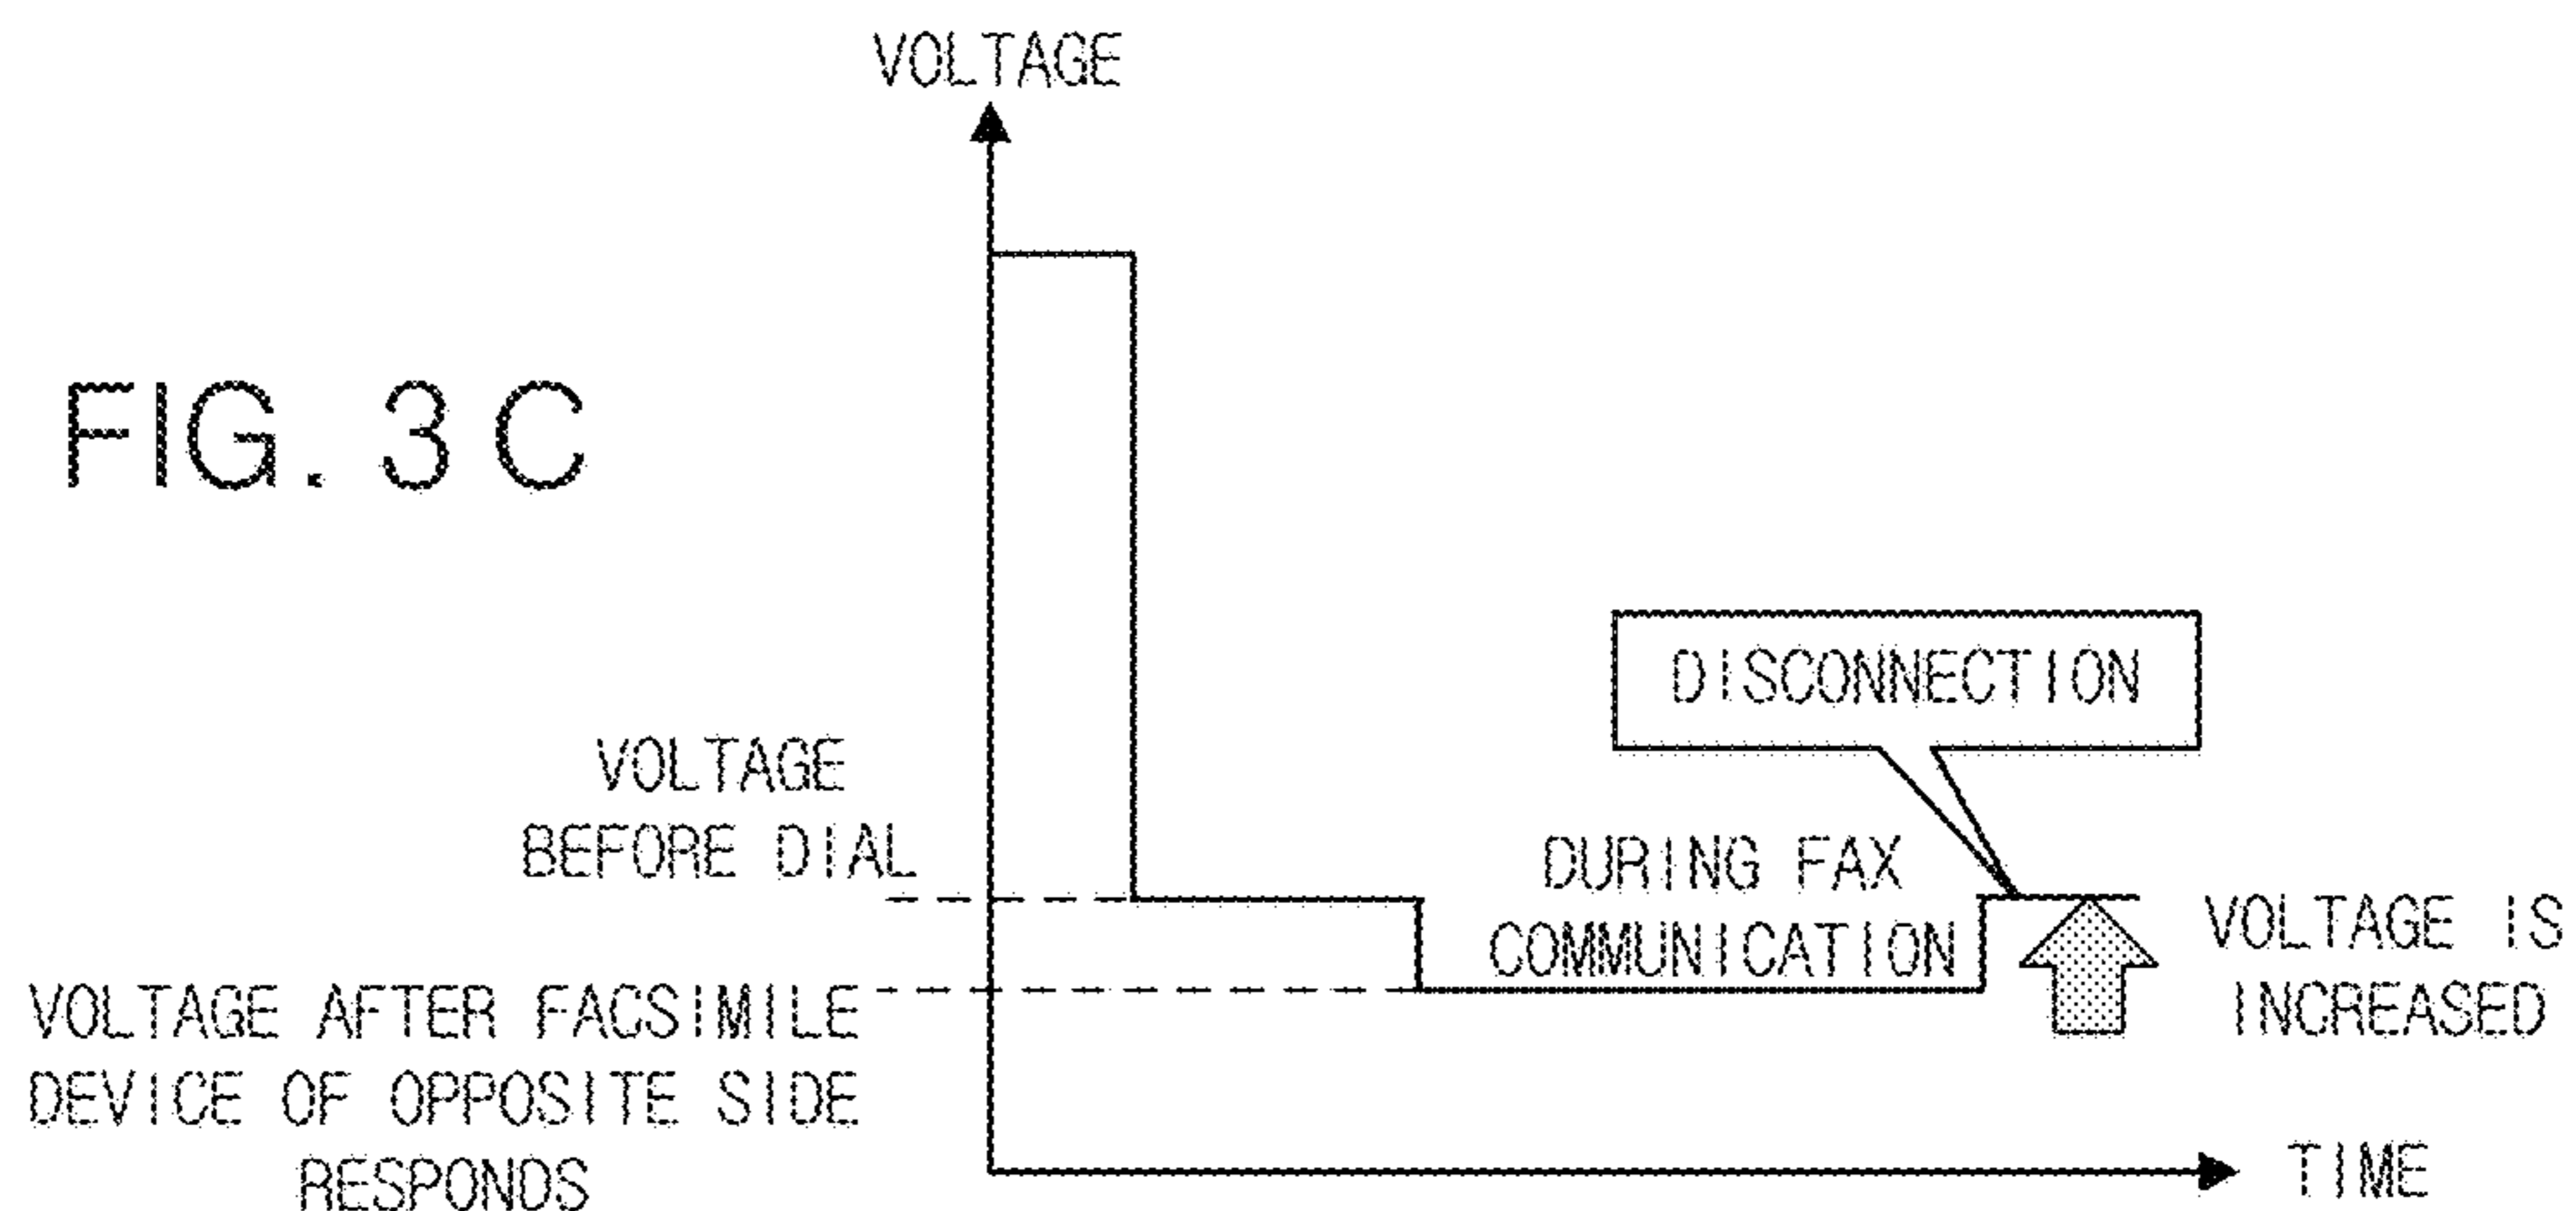 VOLTAGE
FIG. 3C
DISCONNECTION
VOLTAGE
BEFORE DIAL
DURING FAX
COMMUNICATION
VOLTAGE IS
INCREASED
VOLTAGE AFTER FACSIMILE
DEVICE OF OPPOSITE SIDE
RESPONDS
TIME